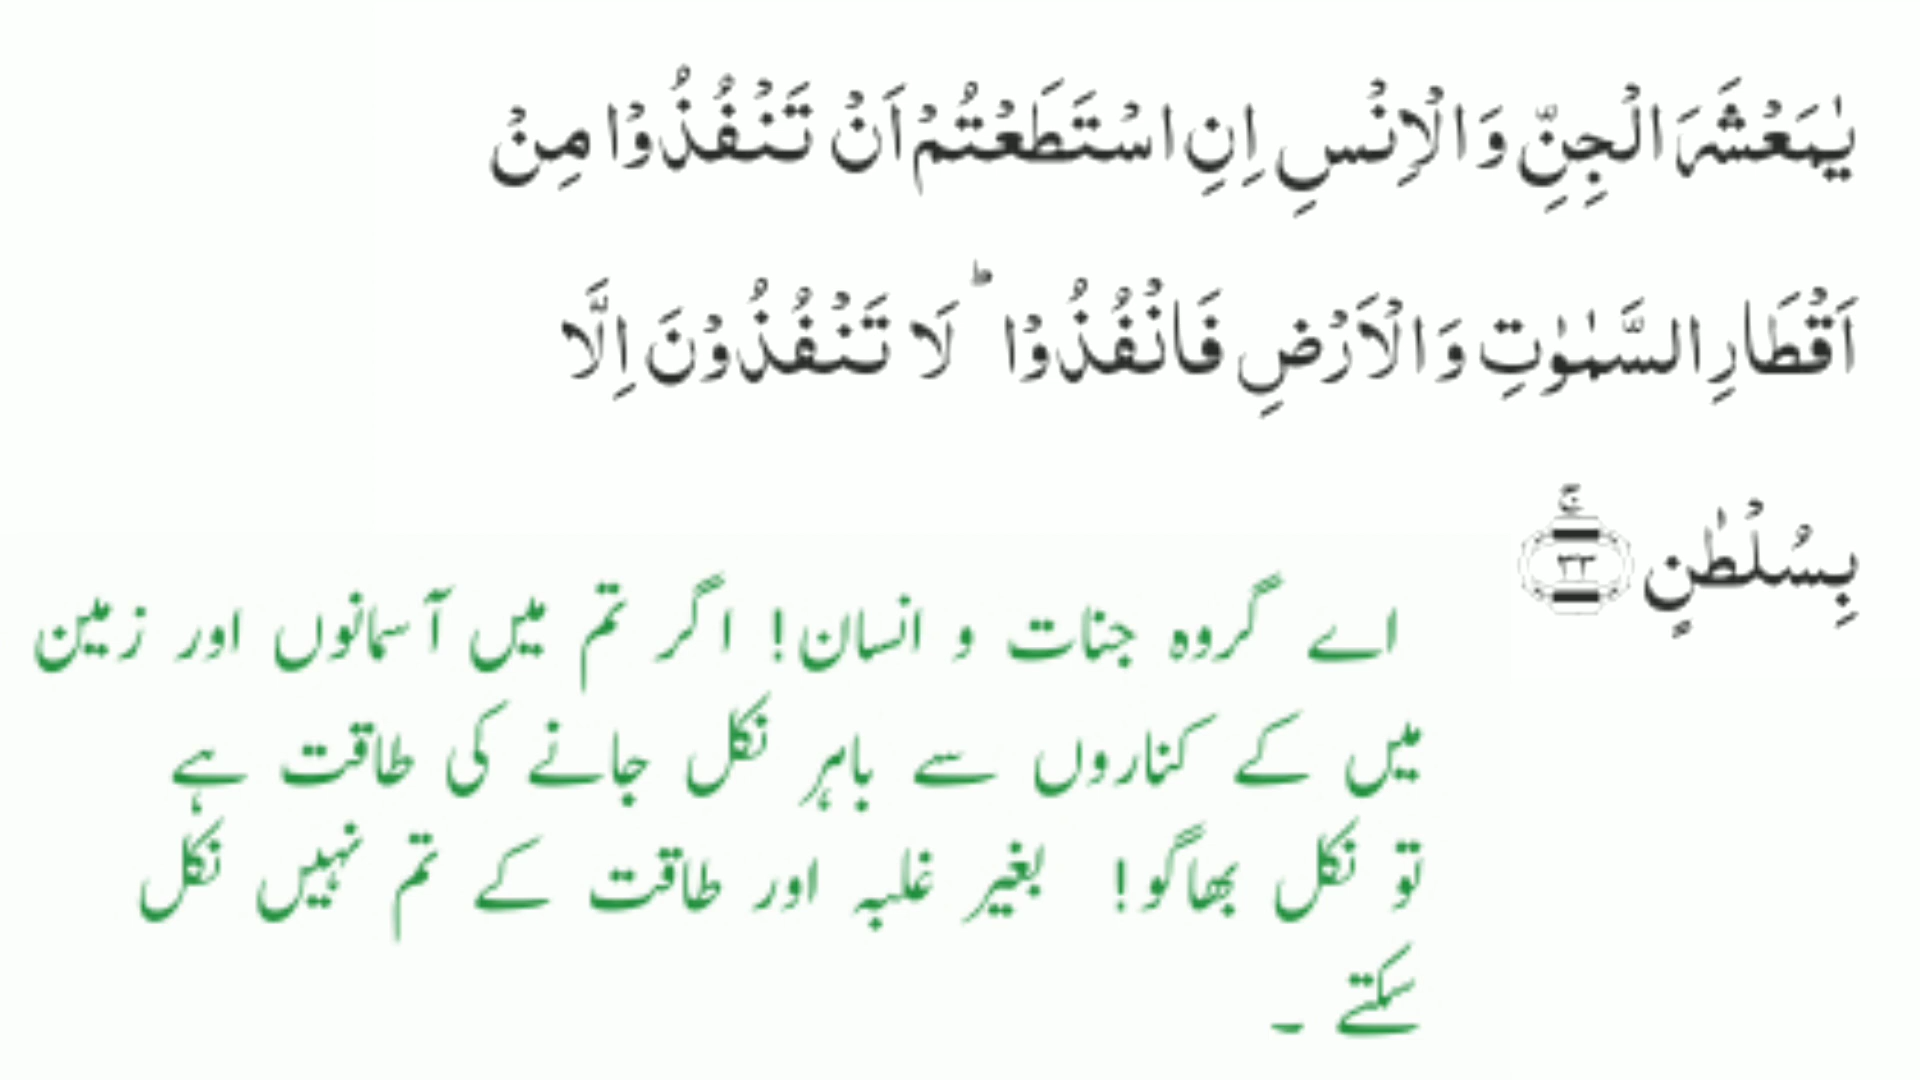 يٰمَعْشَرَ الْجِنِّ وَ الْاِنْسِ اِنِ اسْتَطَعْتُمْ اَنْ تَنْفُذُوْا مِنْ
اَقْطَارِ السَّمٰوٰتِ وَ الْاَرْضِ فَانْفُذُوْا ؕ لَا تَنْفُذُوْنَ اِلَّا
بِسُلْطٰنٍ ۚ ﴿۳۳﴾
اے گروہ جنات و انسان! اگر تم میں آسمانوں اور زمین
میں کے کناروں سے باہر نکل جانے کی طاقت ہے
تو نکل بھاگو! بغیر غلبہ اور طاقت کے تم نہیں نکل
سکتے ۔